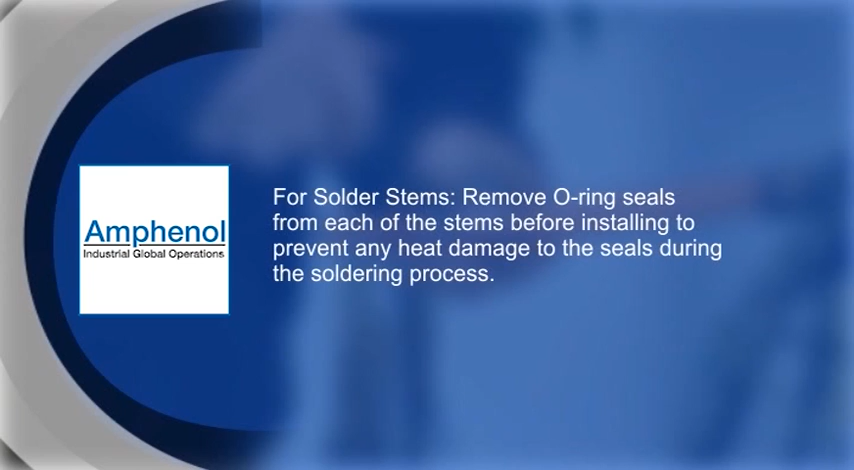 Amphenol
Industrial Global Operations
For Solder Stems: Remove O-ring seals
from each of the stems before installing to
prevent any heat damage to the seals during
the soldering process.